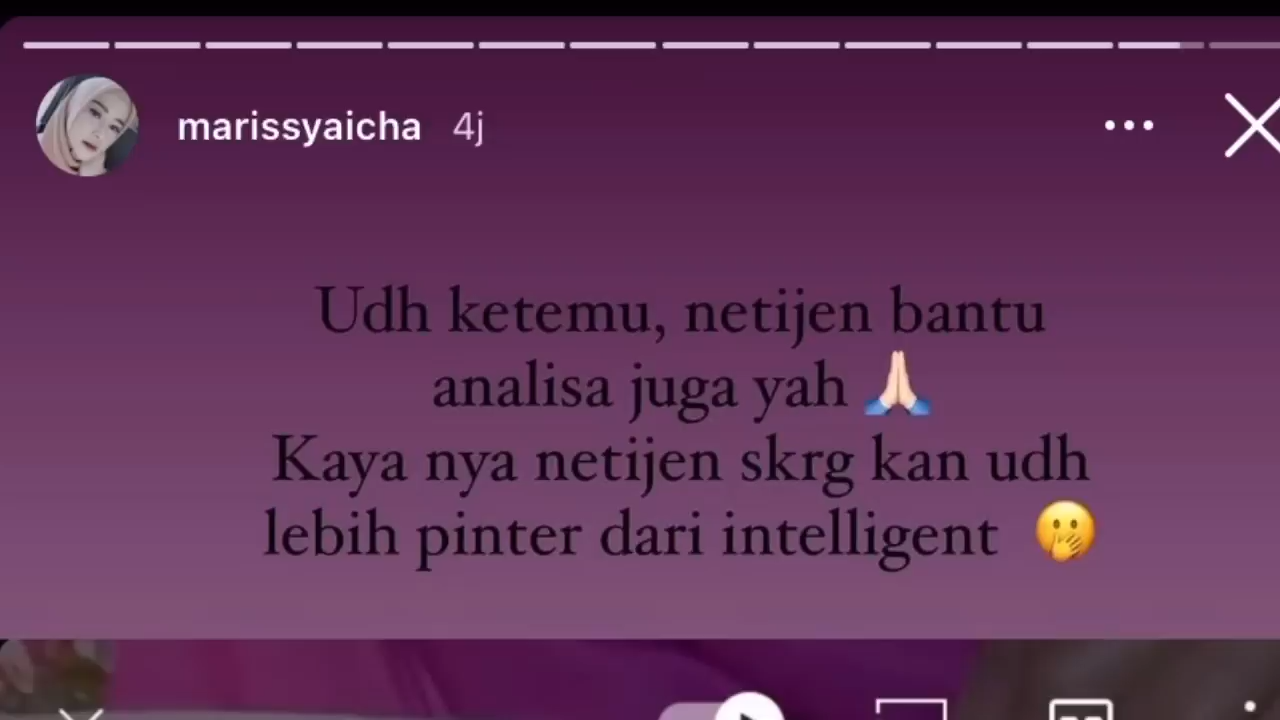 marissyaicha 4j
Udh ketemu, netijen bantu
analisa juga yah 🙏🏻
Kaya nya netijen skrg kan udh
lebih pinter dari intelligent 🤭